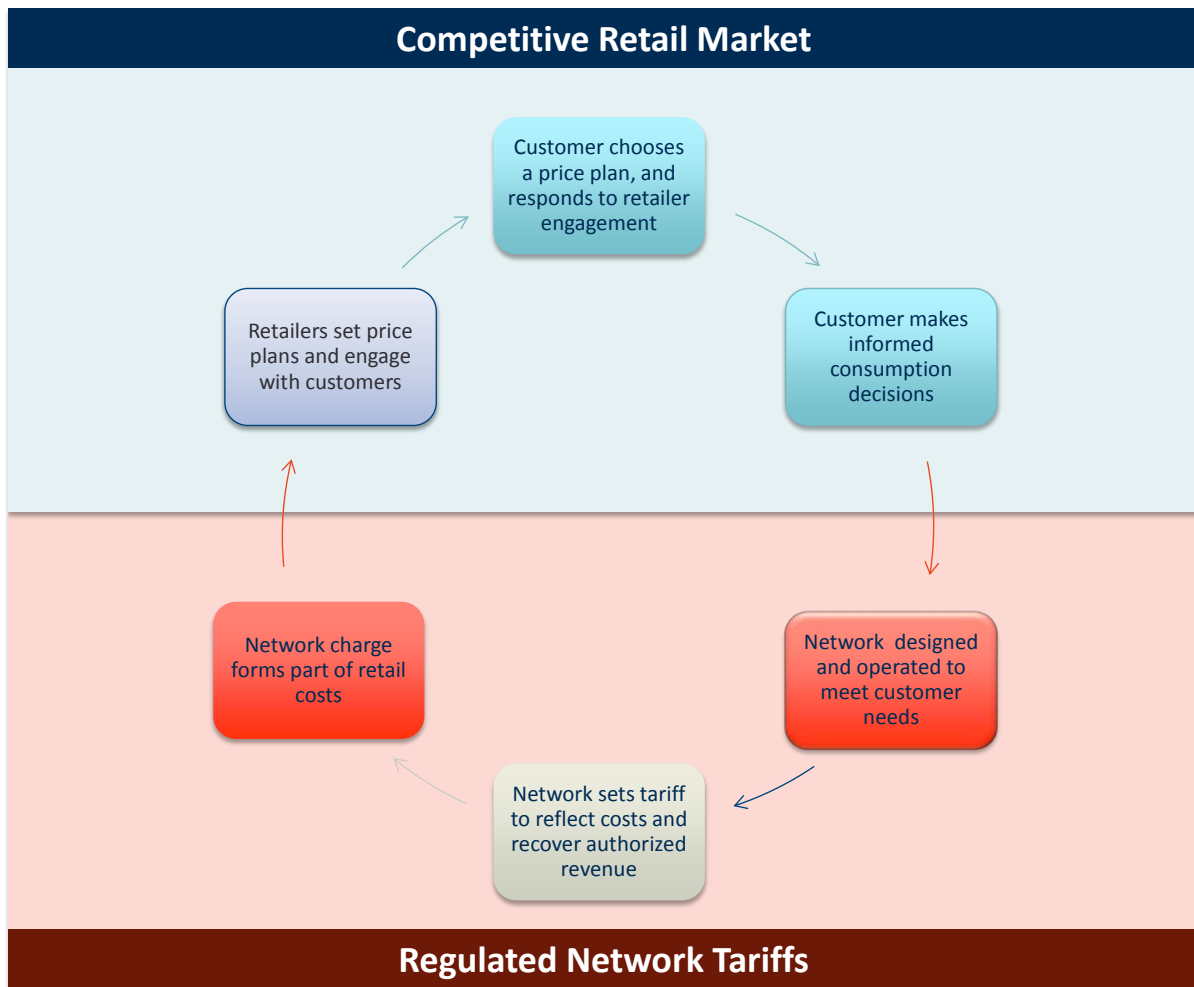 Competitive Retail Market
Customer chooses
a price plan, and
responds to retailer
engagement
Customer makes
informed
consumption
decisions
Retailers set price
plans and engage
with customers
Network charge
forms part of retail
costs
Network designed
and operated to
meet customer
needs
Network sets tariff
to reflect costs and
recover authorized
revenue
Regulated Network Tariffs